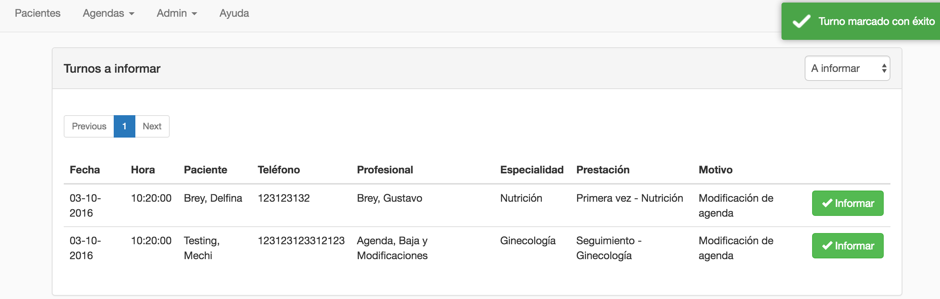 Pacientes Agendas Admin Ayuda
Turno marcado con éxito
Turnos a informar
A informar
Previous 1 Next
Fecha Hora Paciente Teléfono Profesional Especialidad Prestación Motivo
03-10-2016 10:20:00 Brey, Delfina 123123132 Brey, Gustavo Nutrición Primera vez - Nutrición Modificación de agenda Informar
03-10-2016 10:20:00 Testing, Mechi 123123123312123 Agenda, Baja y Modificaciones Ginecología Seguimiento - Ginecología Modificación de agenda Informar